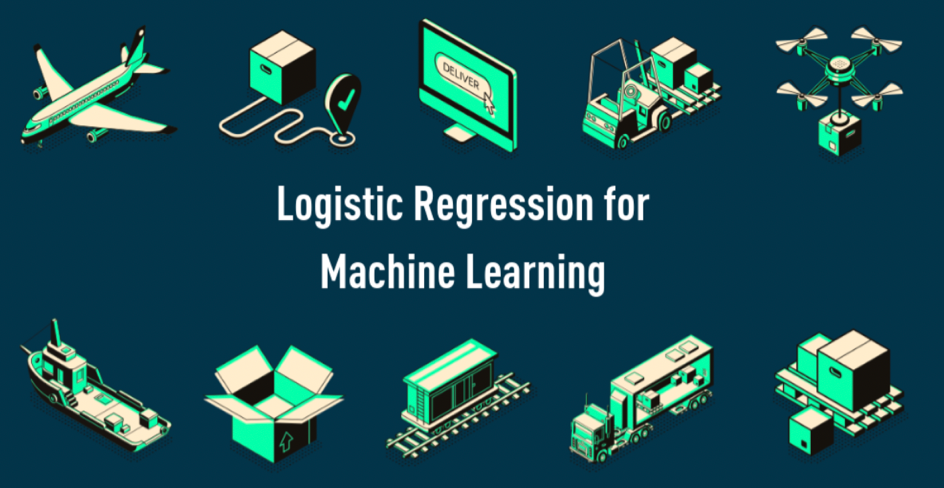 DELIVER
Logistic Regression for
Machine Learning